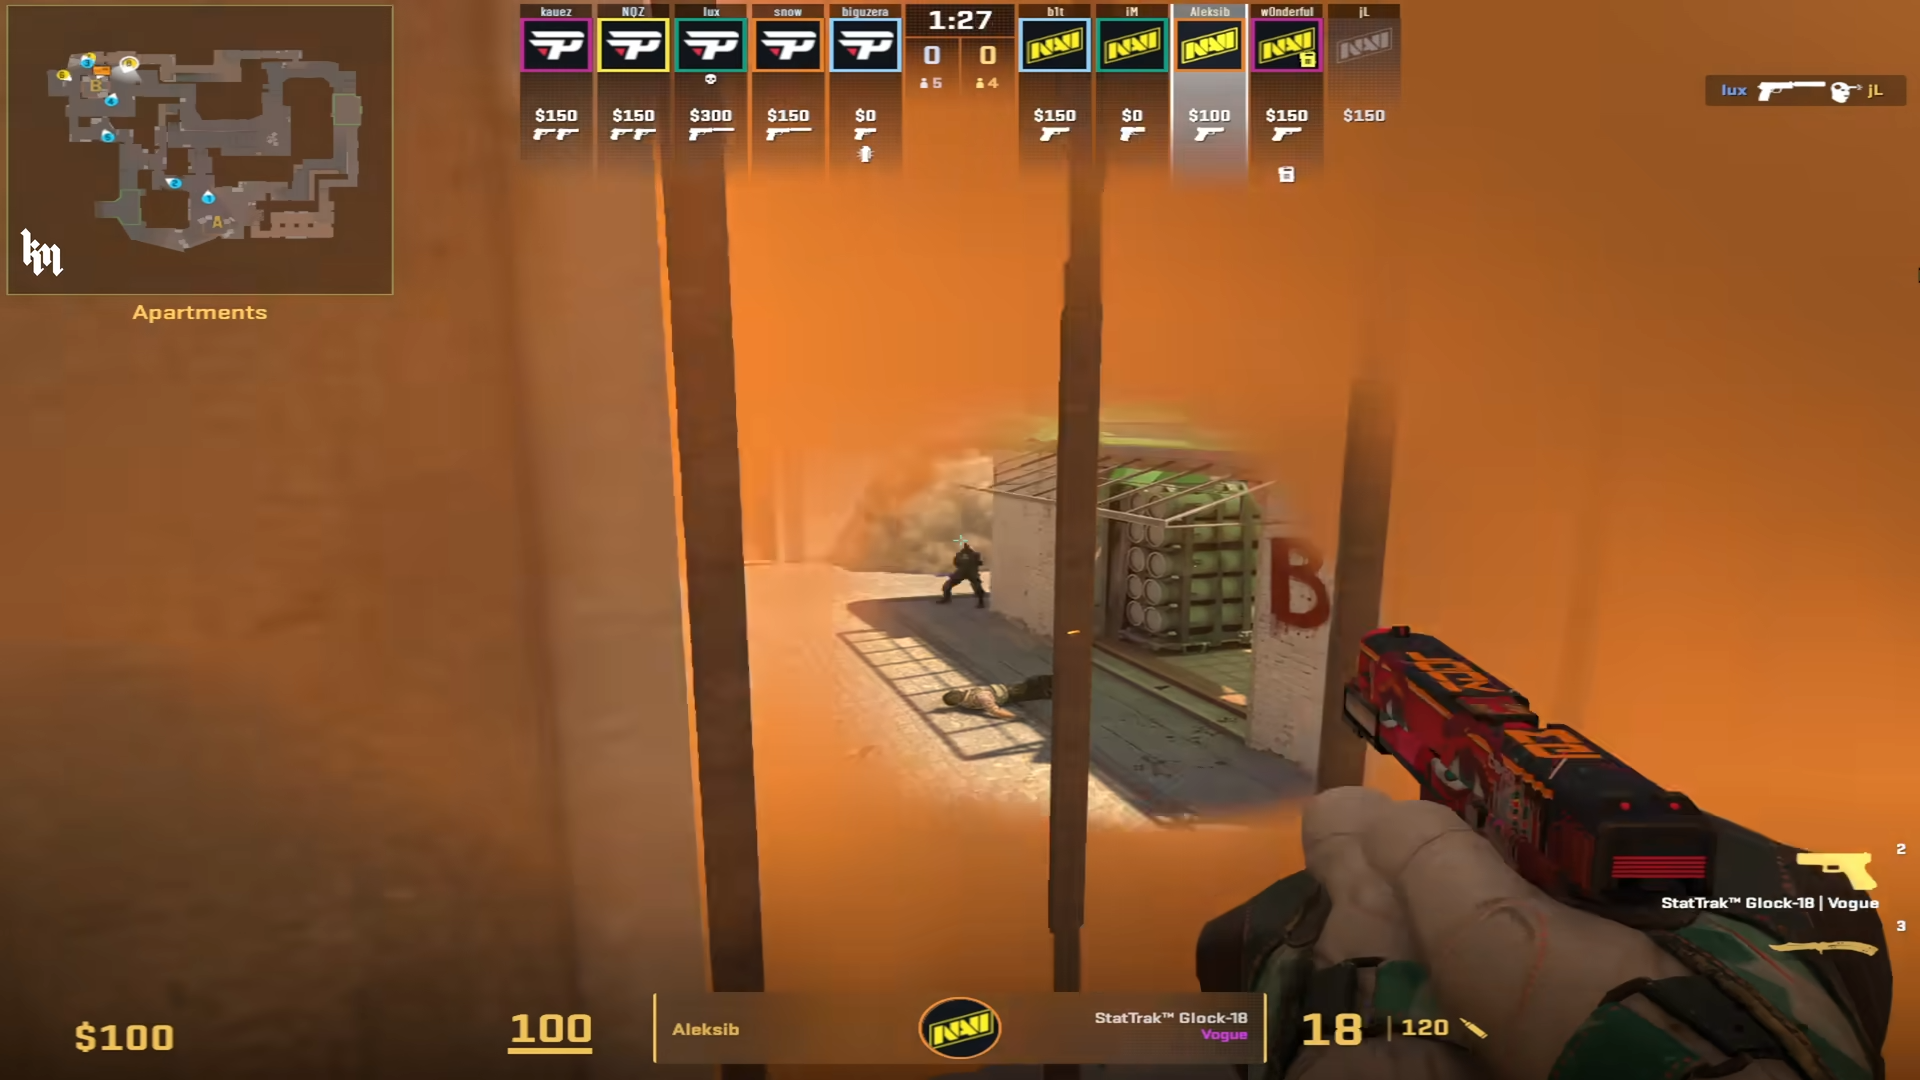 kauez
NQZ
lux
snow
biguzera
1:27
b1t
iM
Aleksib
w0nderful
jL
0
0
5
4
$150
$150
$300
$150
$0
$150
$0
$100
$150
$150
lux
jL
B
A
kn
Apartments
B
2
StatTrak™ Glock-18 | Vogue
3
$100
100
Aleksib
NAVI
StatTrak™ Glock-18
Vogue
18
120